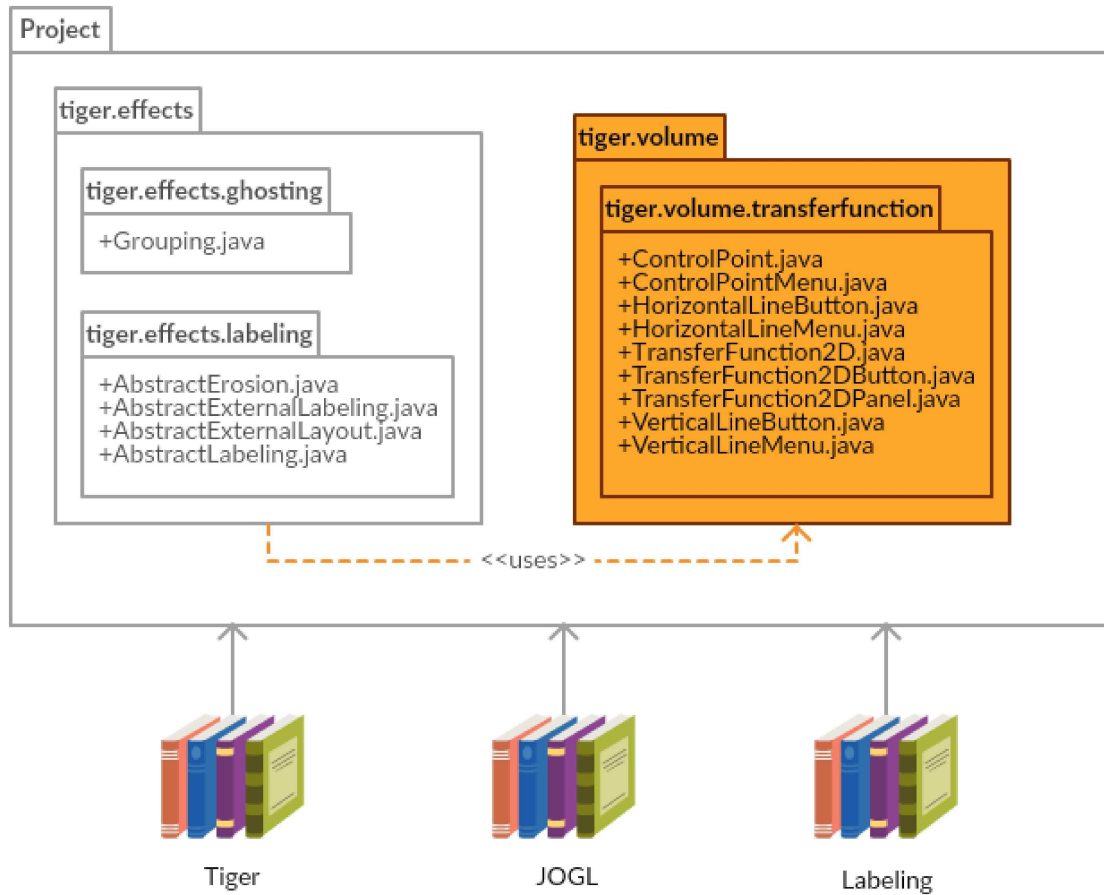 Project
tiger.effects
tiger.effects.ghosting
+Grouping.java
tiger.effects.labeling
+AbstractErosion.java
+AbstractExternalLabeling.java
+AbstractExternalLayout.java
+AbstractLabeling.java
tiger.volume
tiger.volume.transferfunction
+ControlPoint.java
+ControlPointMenu.java
+HorizontalLineButton.java
+HorizontalLineMenu.java
+TransferFunction2D.java
+TransferFunction2DButton.java
+TransferFunction2DPanel.java
+VerticalLineButton.java
+VerticalLineMenu.java
<<uses>>
Tiger
JOGL
Labeling